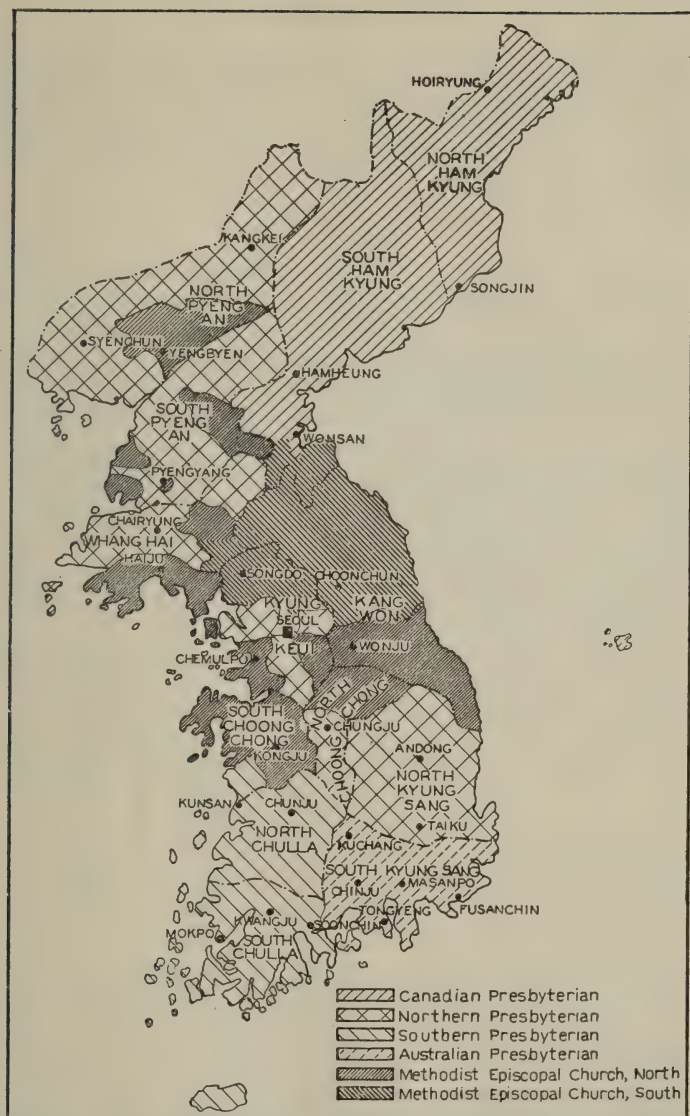 HOIRYUNG
NORTH
HAM
KYUNG
KANGKEI
SOUTH
HAM
KYUNG
SONGJIN
NORTH
PYENG
AN
SYENCHUN
YENGBYEN
HAMHEUNG
SOUTH
PYENG
AN
WONSAN
PYENGYANG
CHAIRYUNG
WHANG HAI
HAIJU
SONGDO
CHOONCHUN
KYUNG
SEOUL
KEUI
KANG
WON
CHEMULPO
WONJU
NORTH
CHOONG
CHONG
SOUTH
CHOONG
CHONG
KONGJU
CHUNGJU
ANDONG
NORTH
KYUNG
SANG
KUNSAN
CHUNJU
NORTH
CHULLA
TAIKU
KUCHANG
SOUTH KYUNG SANG
CHINJU
MASANPO
TONGYENG
FUSANCHIN
KWANGJU
SOONCHUN
MOKPO
SOUTH
CHULLA
Canadian Presbyterian
Northern Presbyterian
Southern Presbyterian
Australian Presbyterian
Methodist Episcopal Church, North
Methodist Episcopal Church, South